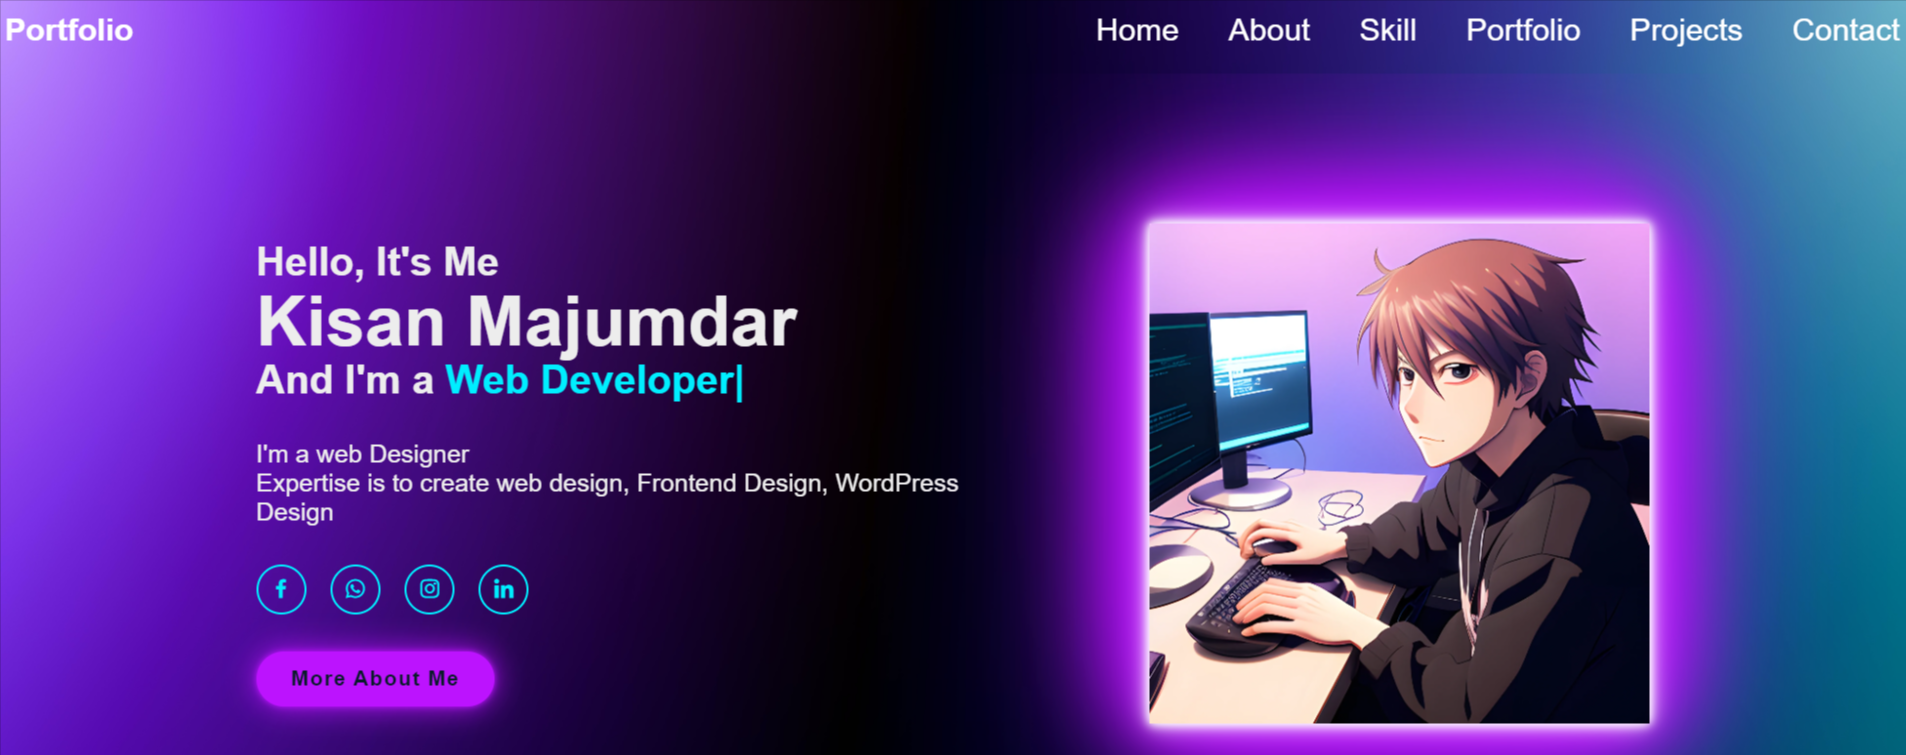 Portfolio
Home About Skill Portfolio Projects Contact
Hello, It's Me
Kisan Majumdar
And I'm a Web Developer|
I'm a web Designer
Expertise is to create web design, Frontend Design, WordPress
Design
More About Me